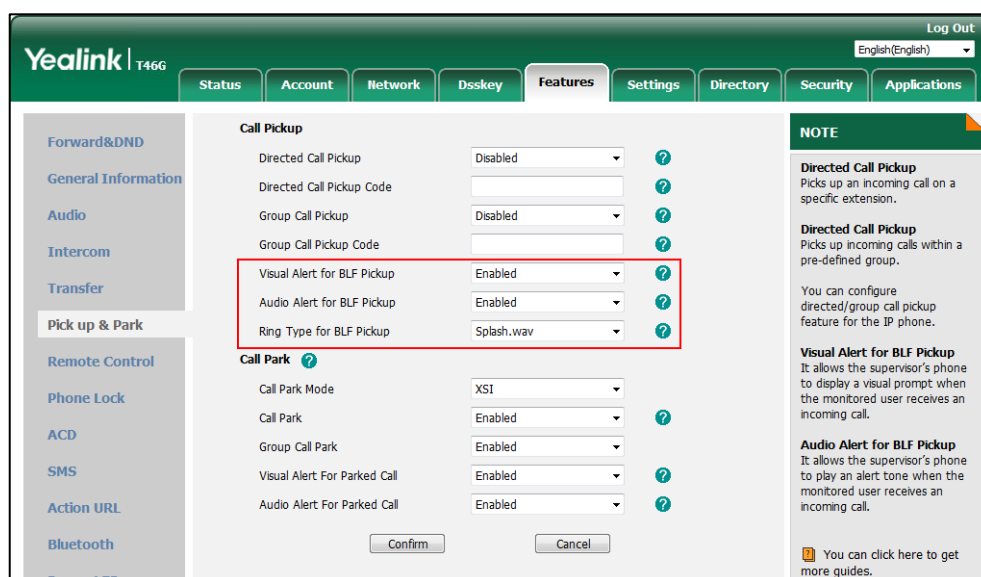 Log Out
English(English)
Yealink | T46G
Status Account Network Dsskey Features Settings Directory Security Applications
Forward&DND
General Information
Audio
Intercom
Transfer
Pick up & Park
Remote Control
Phone Lock
ACD
SMS
Action URL
Bluetooth
Call Pickup
Directed Call Pickup Disabled
Directed Call Pickup Code
Group Call Pickup Disabled
Group Call Pickup Code
Visual Alert for BLF Pickup Enabled
Audio Alert for BLF Pickup Enabled
Ring Type for BLF Pickup Splash.wav
Call Park
Call Park Mode XSI
Call Park Enabled
Group Call Park Enabled
Visual Alert For Parked Call Enabled
Audio Alert For Parked Call Enabled
Confirm Cancel
NOTE
Directed Call Pickup
Picks up an incoming call on a
specific extension.
Directed Call Pickup
Picks up incoming calls within a
pre-defined group.
You can configure
directed/group call pickup
feature for the IP phone.
Visual Alert for BLF Pickup
It allows the supervisor's phone
to display a visual prompt when
the monitored user receives an
incoming call.
Audio Alert for BLF Pickup
It allows the supervisor's phone
to play an alert tone when the
monitored user receives an
incoming call.
You can click here to get
more guides.